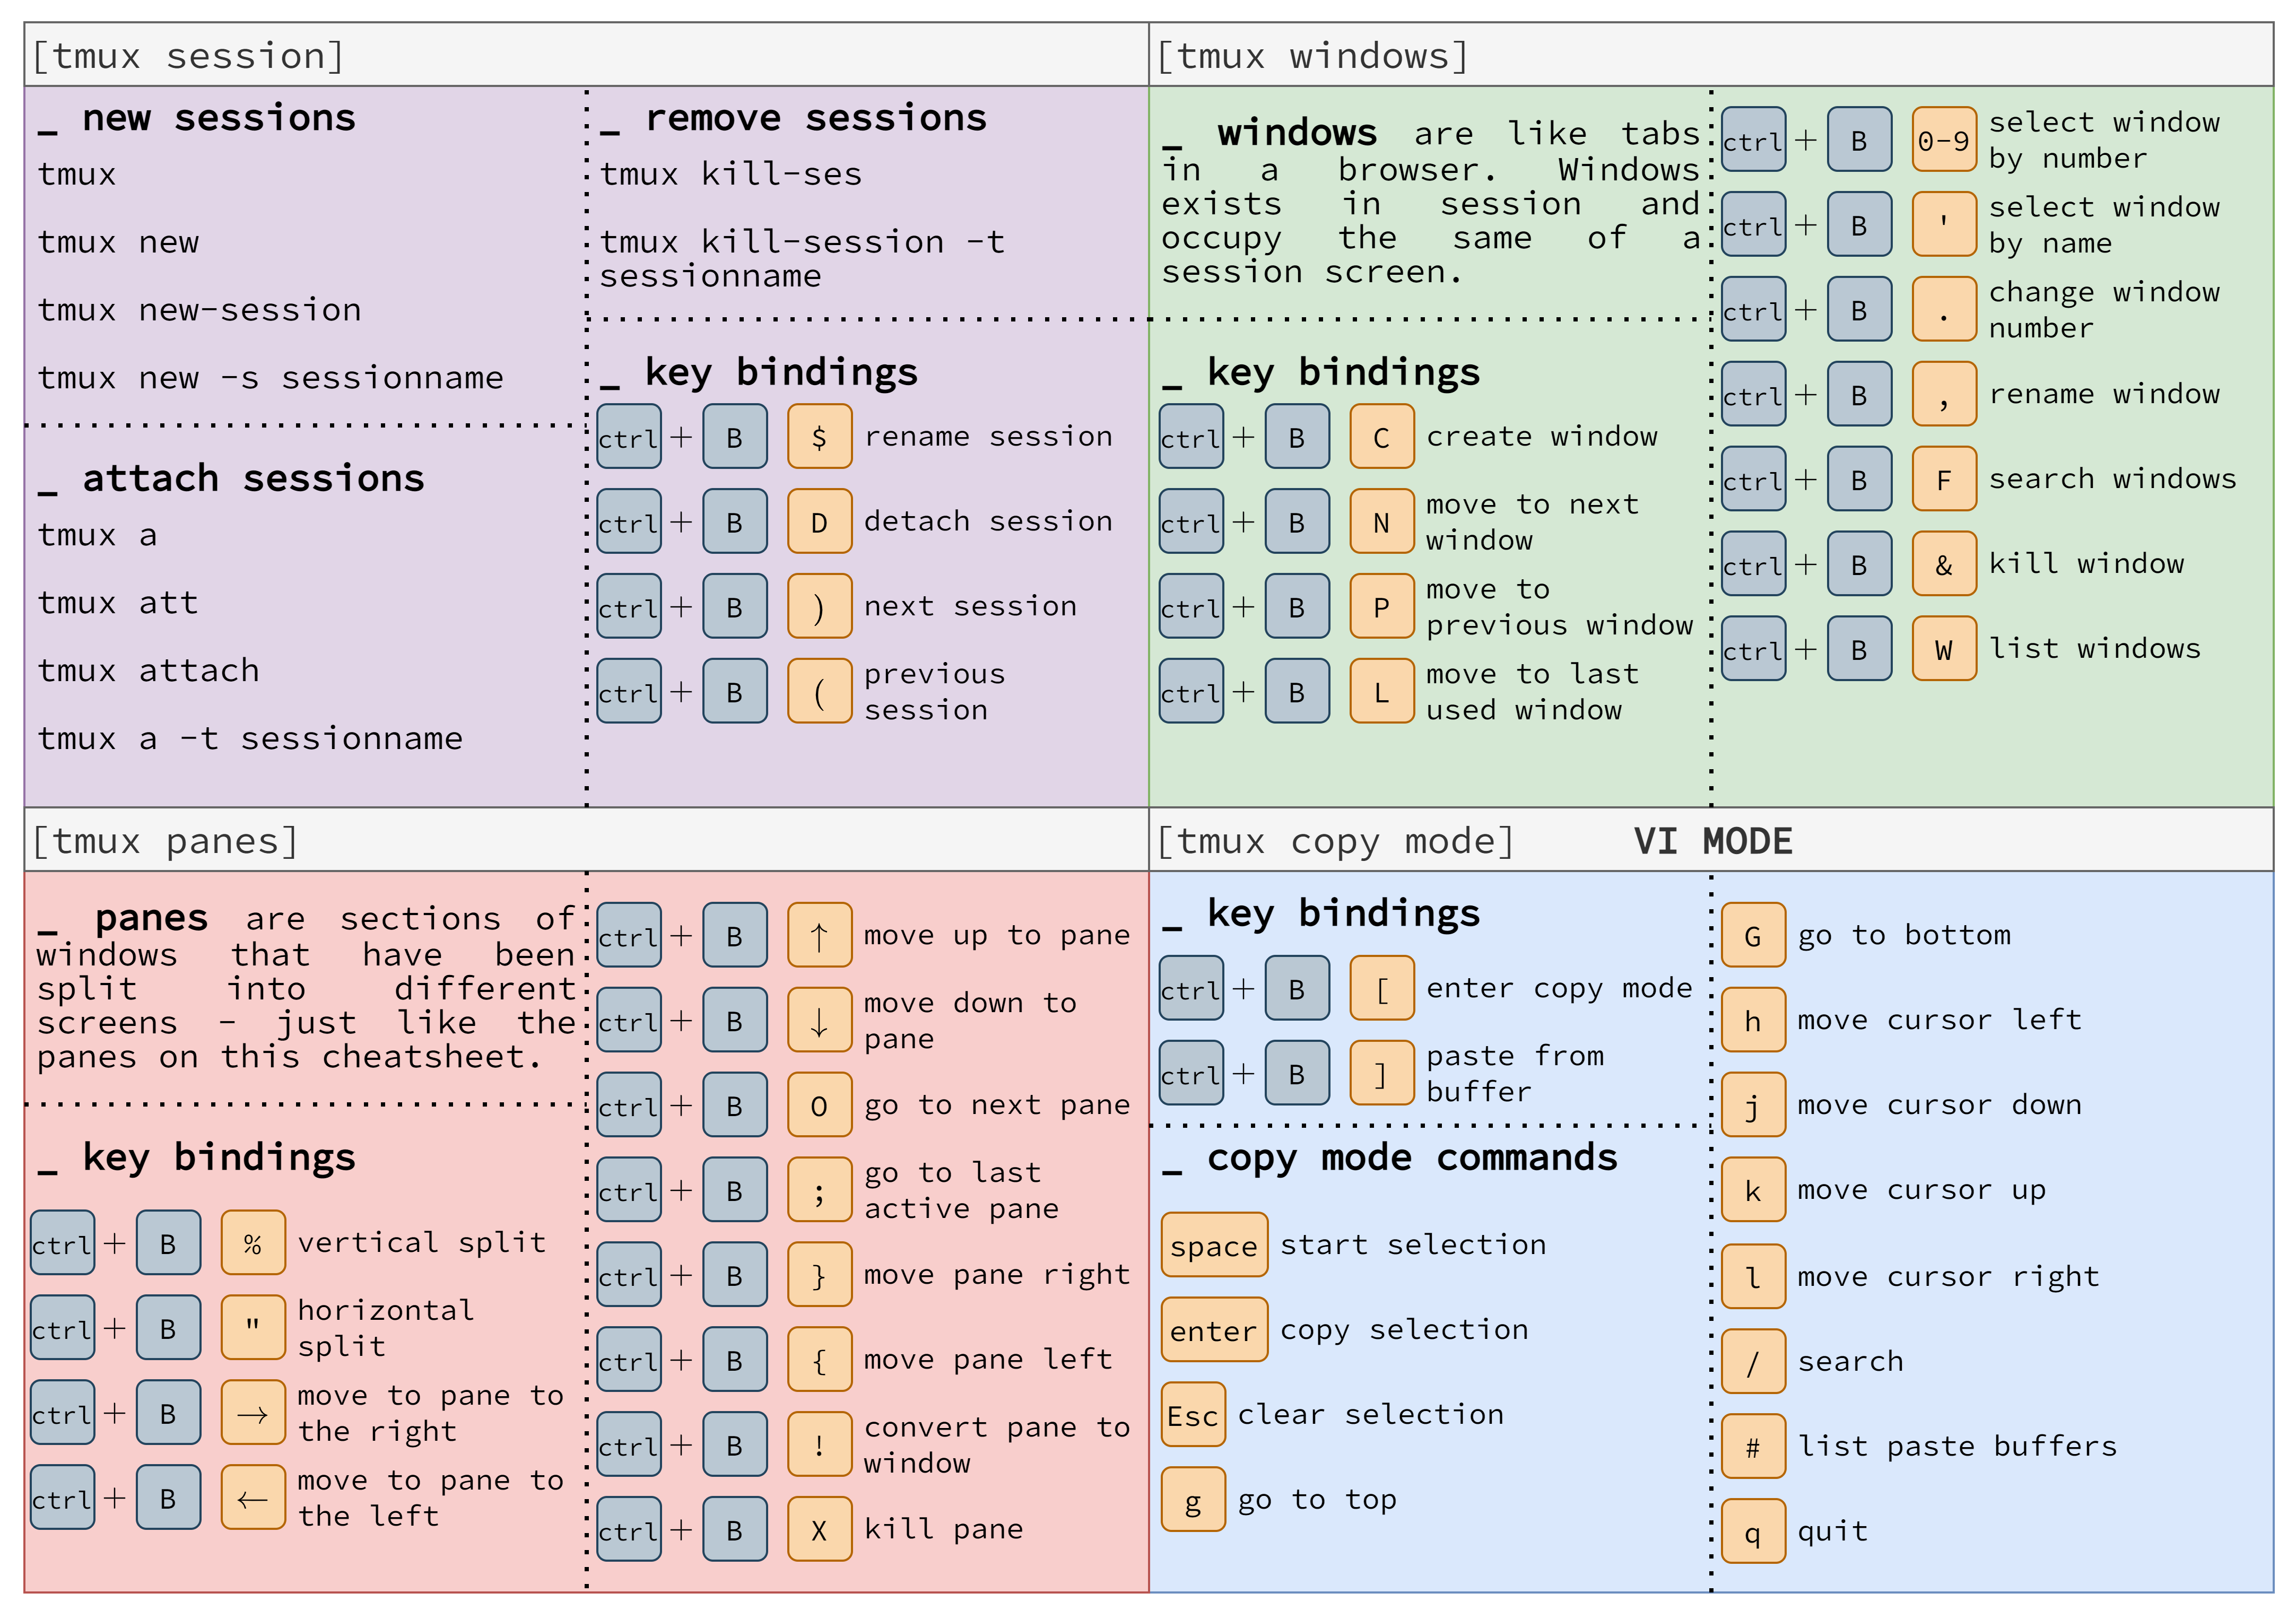 [tmux session]
_ new sessions
tmux
tmux new
tmux new-session
tmux new -s sessionname
_ attach sessions
tmux a
tmux att
tmux attach
tmux a -t sessionname
_ remove sessions
tmux kill-ses
tmux kill-session -t
sessionname
_ key bindings
ctrl + B $ rename session
ctrl + B D detach session
ctrl + B ) next session
ctrl + B ( previous
session
[tmux windows]
_ windows are like tabs
in a browser. Windows
exists in session and
occupy the same of a
session screen.
_ key bindings
ctrl + B C create window
ctrl + B N move to next
window
ctrl + B P move to
previous window
ctrl + B L move to last
used window
ctrl + B 0-9 select window
by number
ctrl + B ' select window
by name
ctrl + B . change window
number
ctrl + B , rename window
ctrl + B F search windows
ctrl + B & kill window
ctrl + B W list windows
[tmux panes]
_ panes are sections of
windows that have been
split into different
screens - just like the
panes on this cheatsheet.
_ key bindings
ctrl + B % vertical split
ctrl + B " horizontal
split
ctrl + B → move to pane to
the right
ctrl + B ← move to pane to
the left
ctrl + B ↑ move up to pane
ctrl + B ↓ move down to
pane
ctrl + B O go to next pane
ctrl + B ; go to last
active pane
ctrl + B } move pane right
ctrl + B { move pane left
ctrl + B ! convert pane to
window
ctrl + B X kill pane
[tmux copy mode] VI MODE
_ key bindings
ctrl + B [ enter copy mode
ctrl + B ] paste from
buffer
_ copy mode commands
space start selection
enter copy selection
Esc clear selection
g go to top
G go to bottom
h move cursor left
j move cursor down
k move cursor up
l move cursor right
/ search
# list paste buffers
q quit